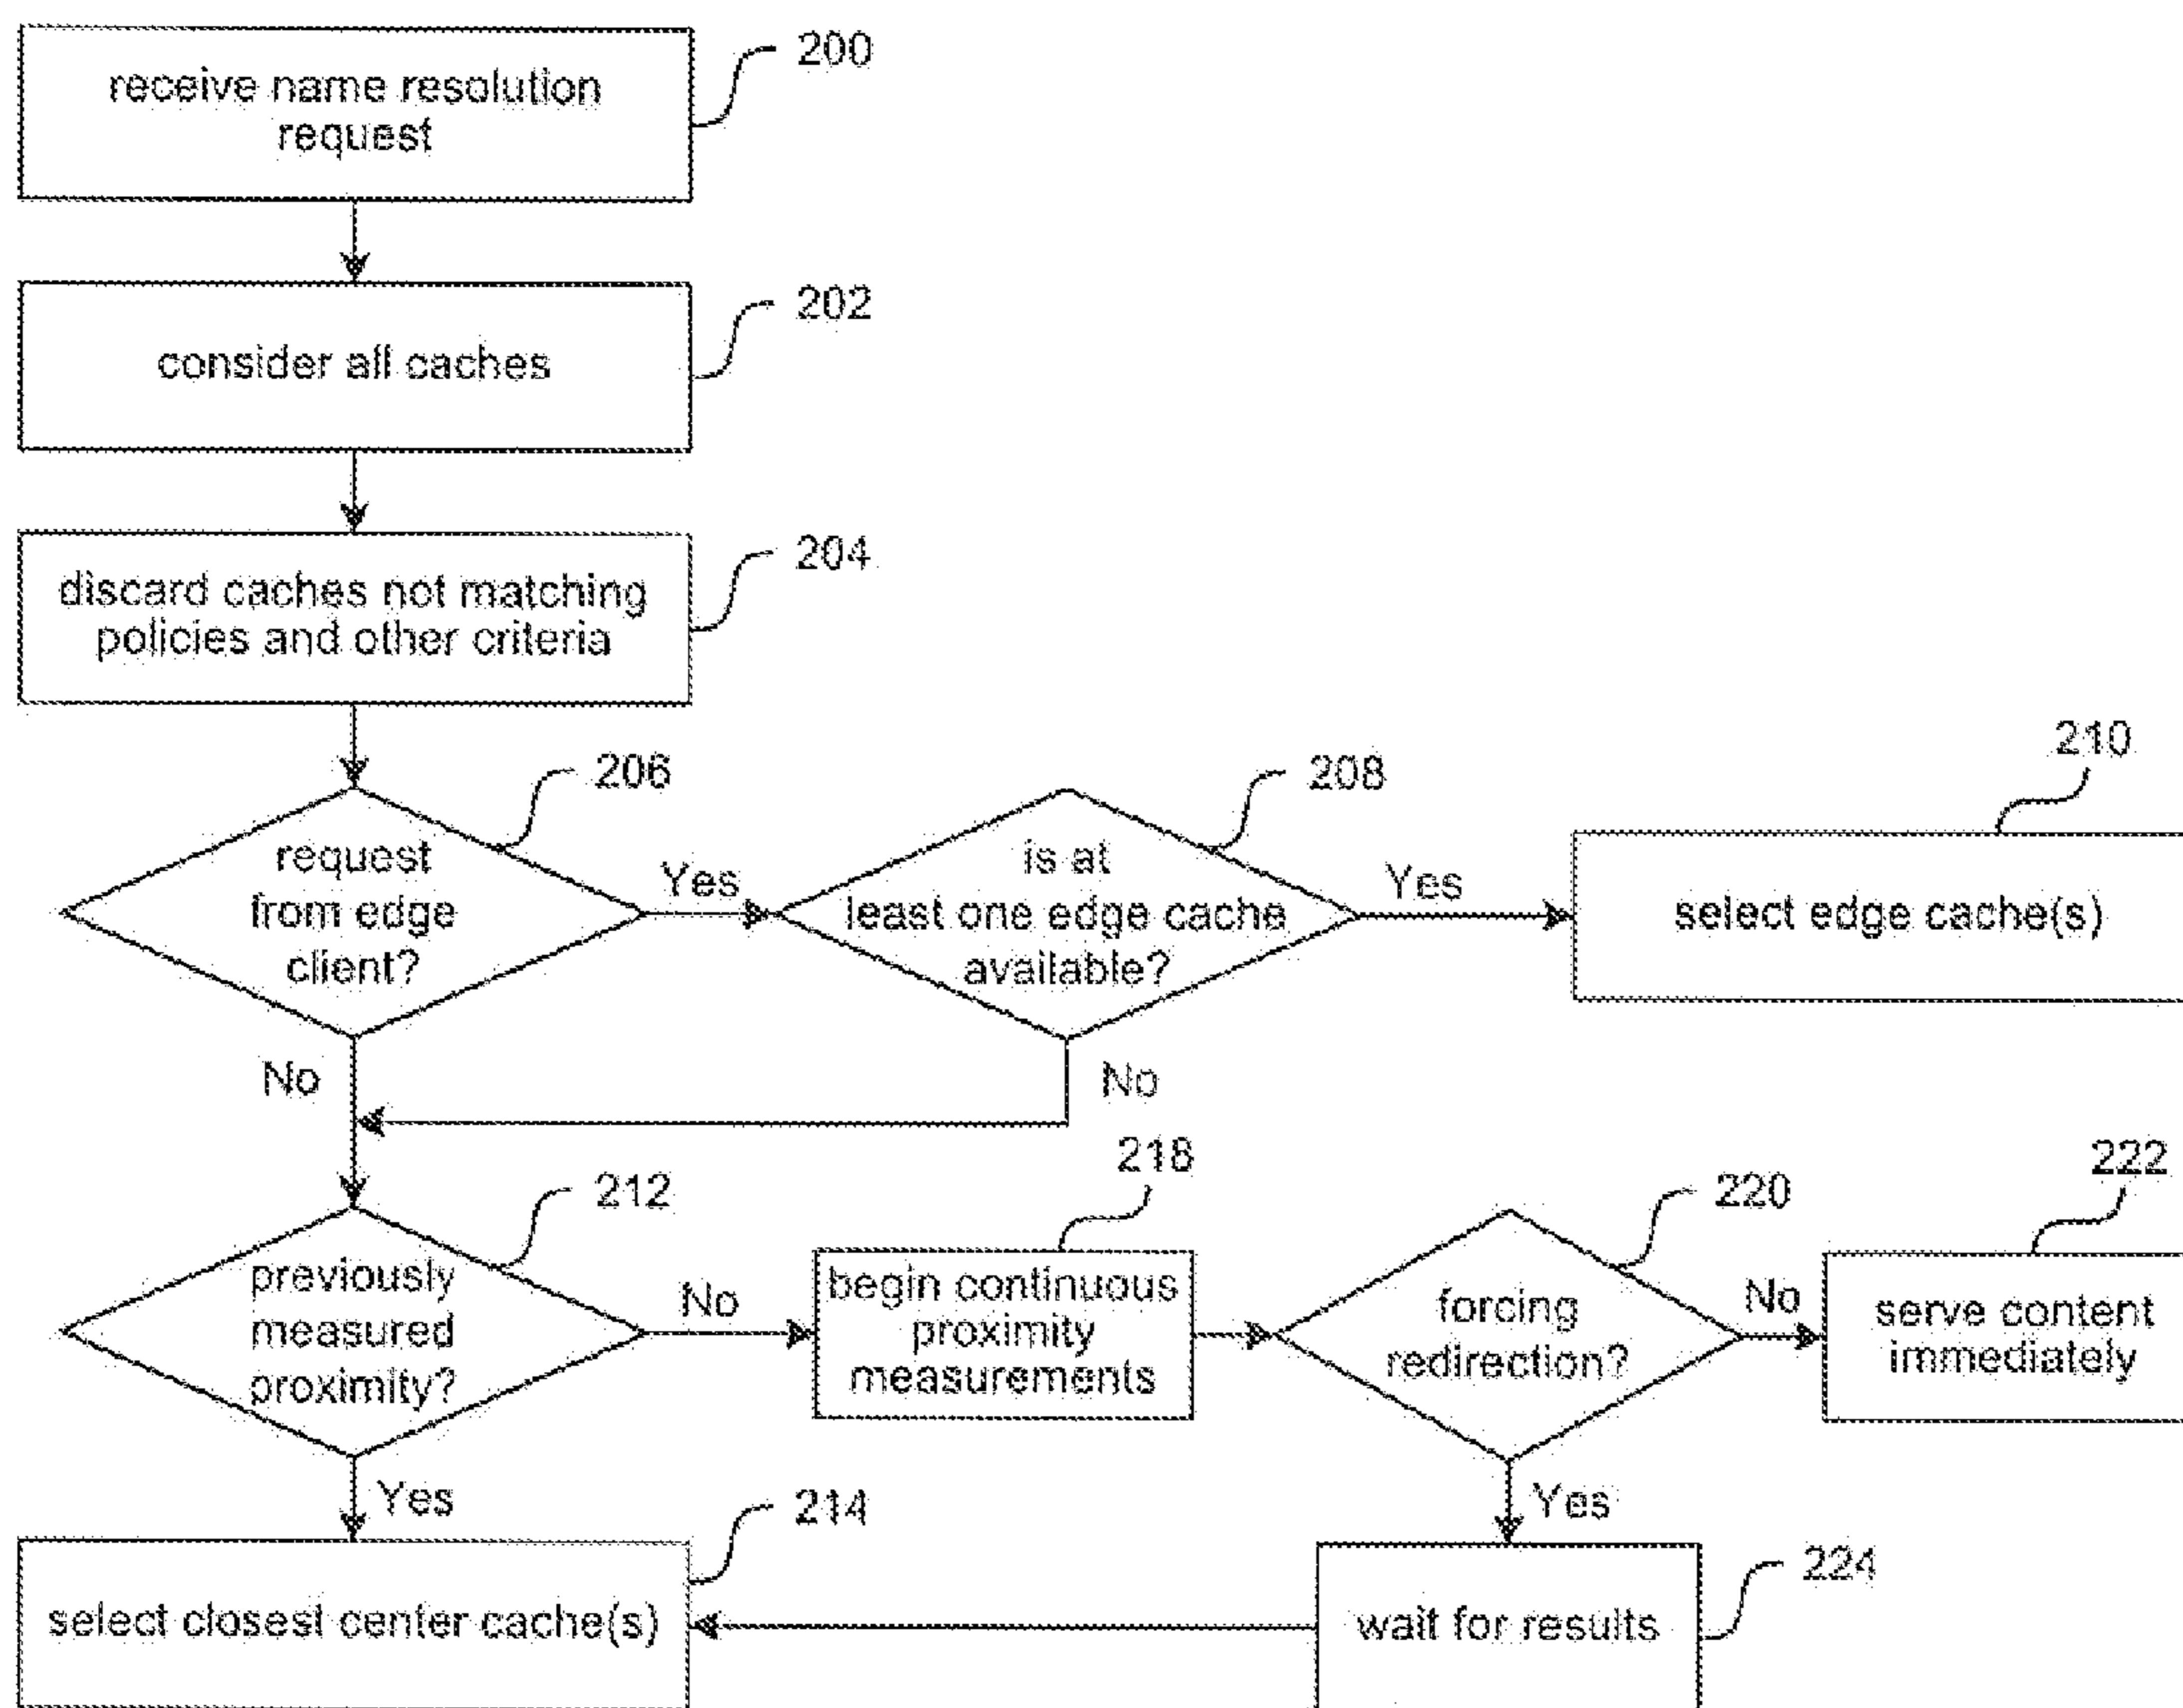 receive name resolution
request
200
consider all caches
202
discard caches not matching
policies and other criteria
204
request
from edge
client?
206
Yes
is at
least one edge cache
available?
208
Yes
select edge cache(s)
210
No
No
previously
measured
proximity?
212
No
begin continuous
proximity
measurements
218
forcing
redirection?
220
No
serve content
immediately
222
Yes
Yes
select closest center cache(s)
214
wait for results
224